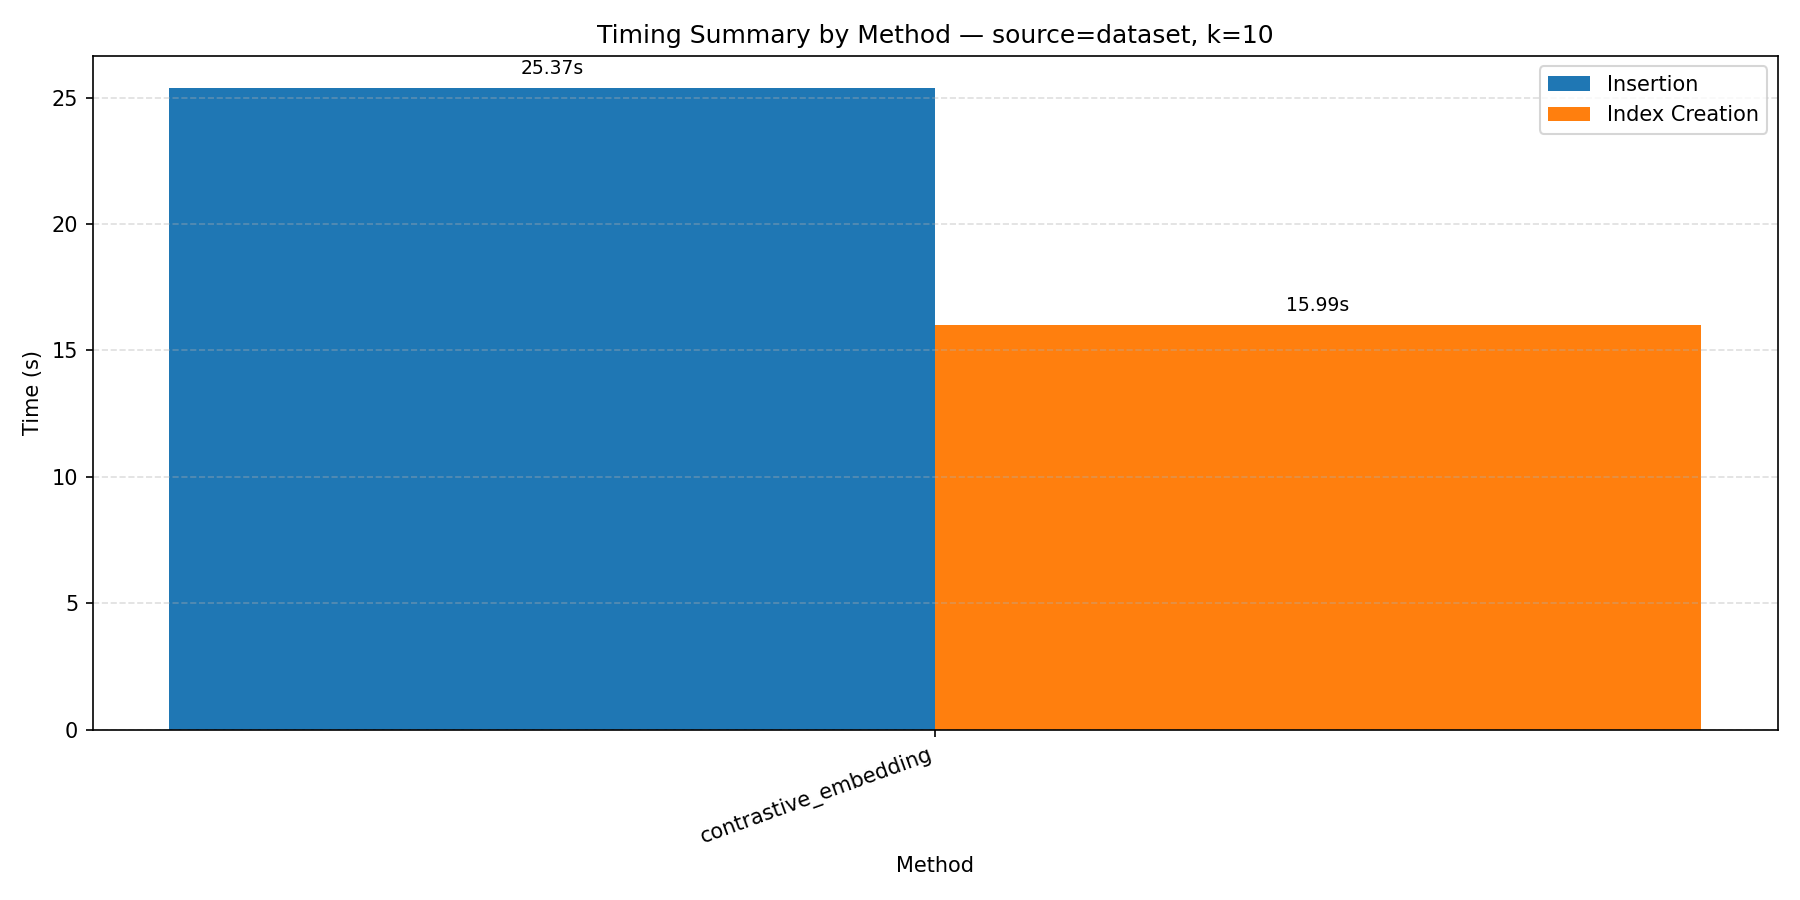 Timing Summary by Method — source=dataset, k=10
25.37s
Insertion
Index Creation
25
20
15.99s
15
Time (s)
10
5
0
contrastive_embedding
Method